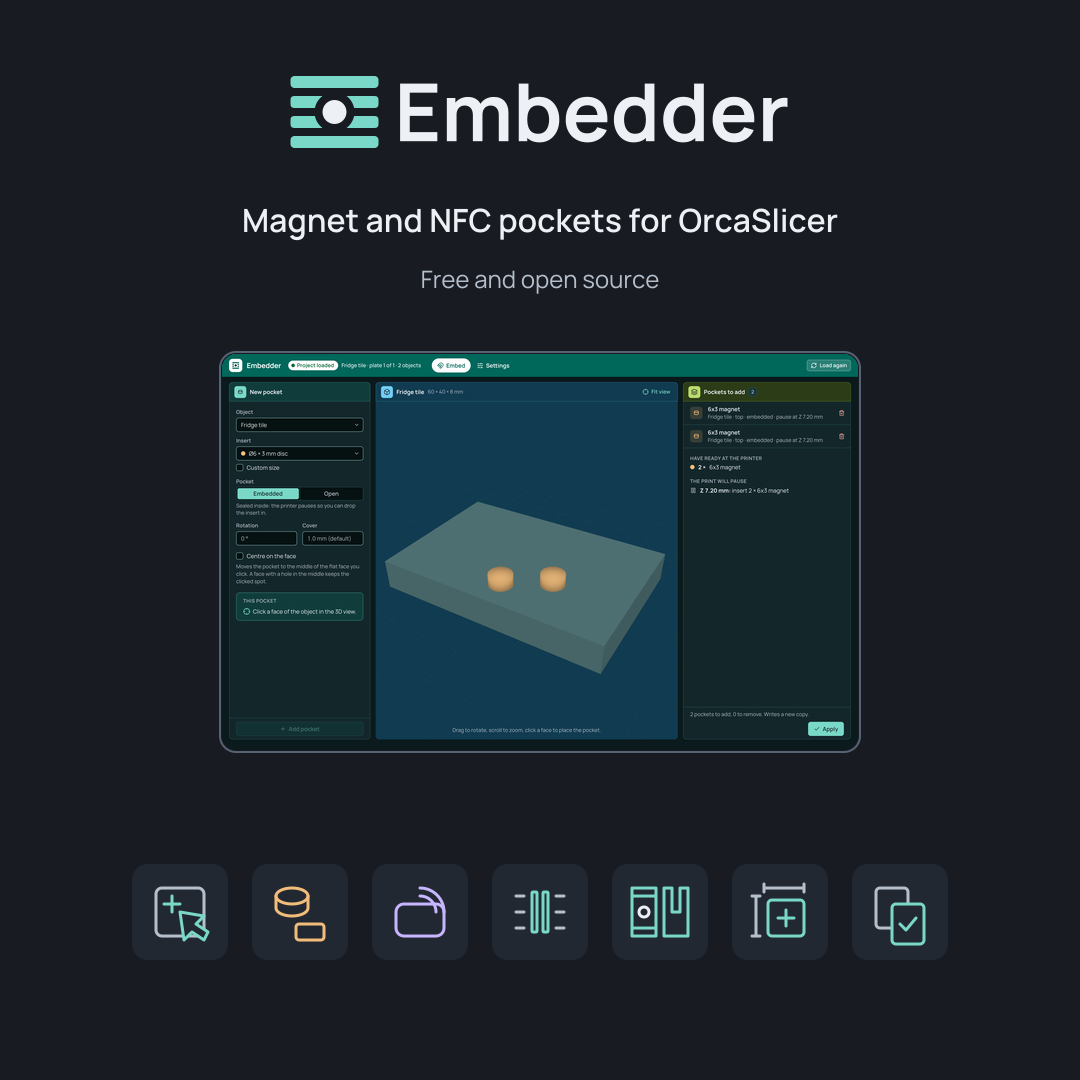 Embedder
Magnet and NFC pockets for OrcaSlicer
Free and open source
Embedder
Project loaded
Fridge tile · plate 1 of 1 · 2 objects
Embed
Settings
Load again
New pocket
Object
Fridge tile
Insert
Ø6 × 3 mm disc
Custom size
Pocket
Embedded
Open
Sealed inside: the printer pauses so you can drop
the insert in.
Rotation
Cover
0 °
1.0 mm (default)
Centre on the face
Moves the pocket to the middle of the flat face you
click. A face with a hole in the middle keeps the
clicked spot.
THIS POCKET
Click a face of the object in the 3D view.
Add pocket
Fridge tile
60 × 40 × 8 mm
Fit view
Drag to rotate, scroll to zoom, click a face to place the pocket.
Pockets to add
2
6x3 magnet
Fridge tile · top · embedded · pause at Z 7.20 mm
6x3 magnet
Fridge tile · top · embedded · pause at Z 7.20 mm
HAVE READY AT THE PRINTER
2 × 6x3 magnet
THE PRINT WILL PAUSE
Z 7.20 mm: insert 2 × 6x3 magnet
2 pockets to add, 0 to remove. Writes a new copy.
Apply